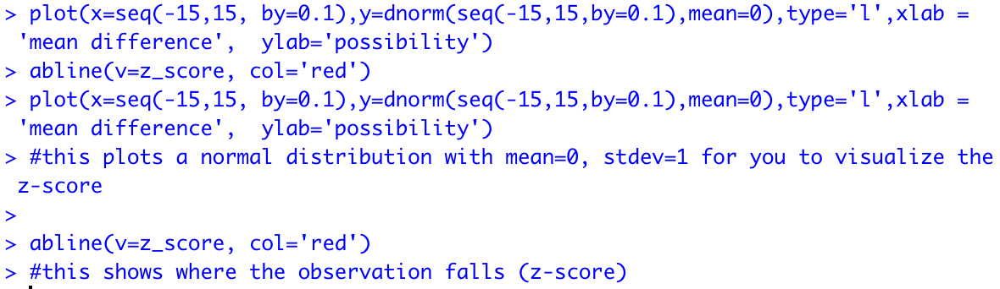 > plot(x=seq(-15,15, by=0.1),y=dnorm(seq(-15,15,by=0.1),mean=0),type='l',xlab =
'mean difference',  ylab='possibility')
> abline(v=z_score, col='red')
> plot(x=seq(-15,15, by=0.1),y=dnorm(seq(-15,15,by=0.1),mean=0),type='l',xlab =
'mean difference',  ylab='possibility')
> #this plots a normal distribution with mean=0, stdev=1 for you to visualize the
z-score
>
> abline(v=z_score, col='red')
> #this shows where the observation falls (z-score)